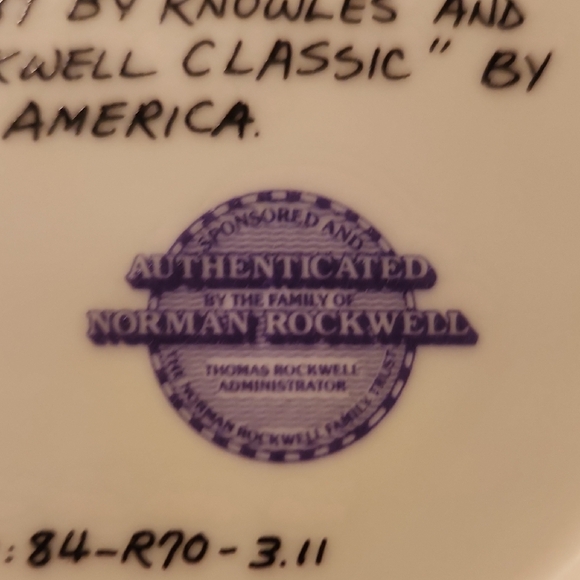 BY KNOWLES AND
KWELL CLASSIC" BY
AMERICA.
SPONSORED AND
AUTHENTICATED
BY THE FAMILY OF
NORMAN ROCKWELL
THOMAS ROCKWELL
ADMINISTRATOR
THE NORMAN ROCKWELL FAMILY TRUST
: 84-R70-3.11